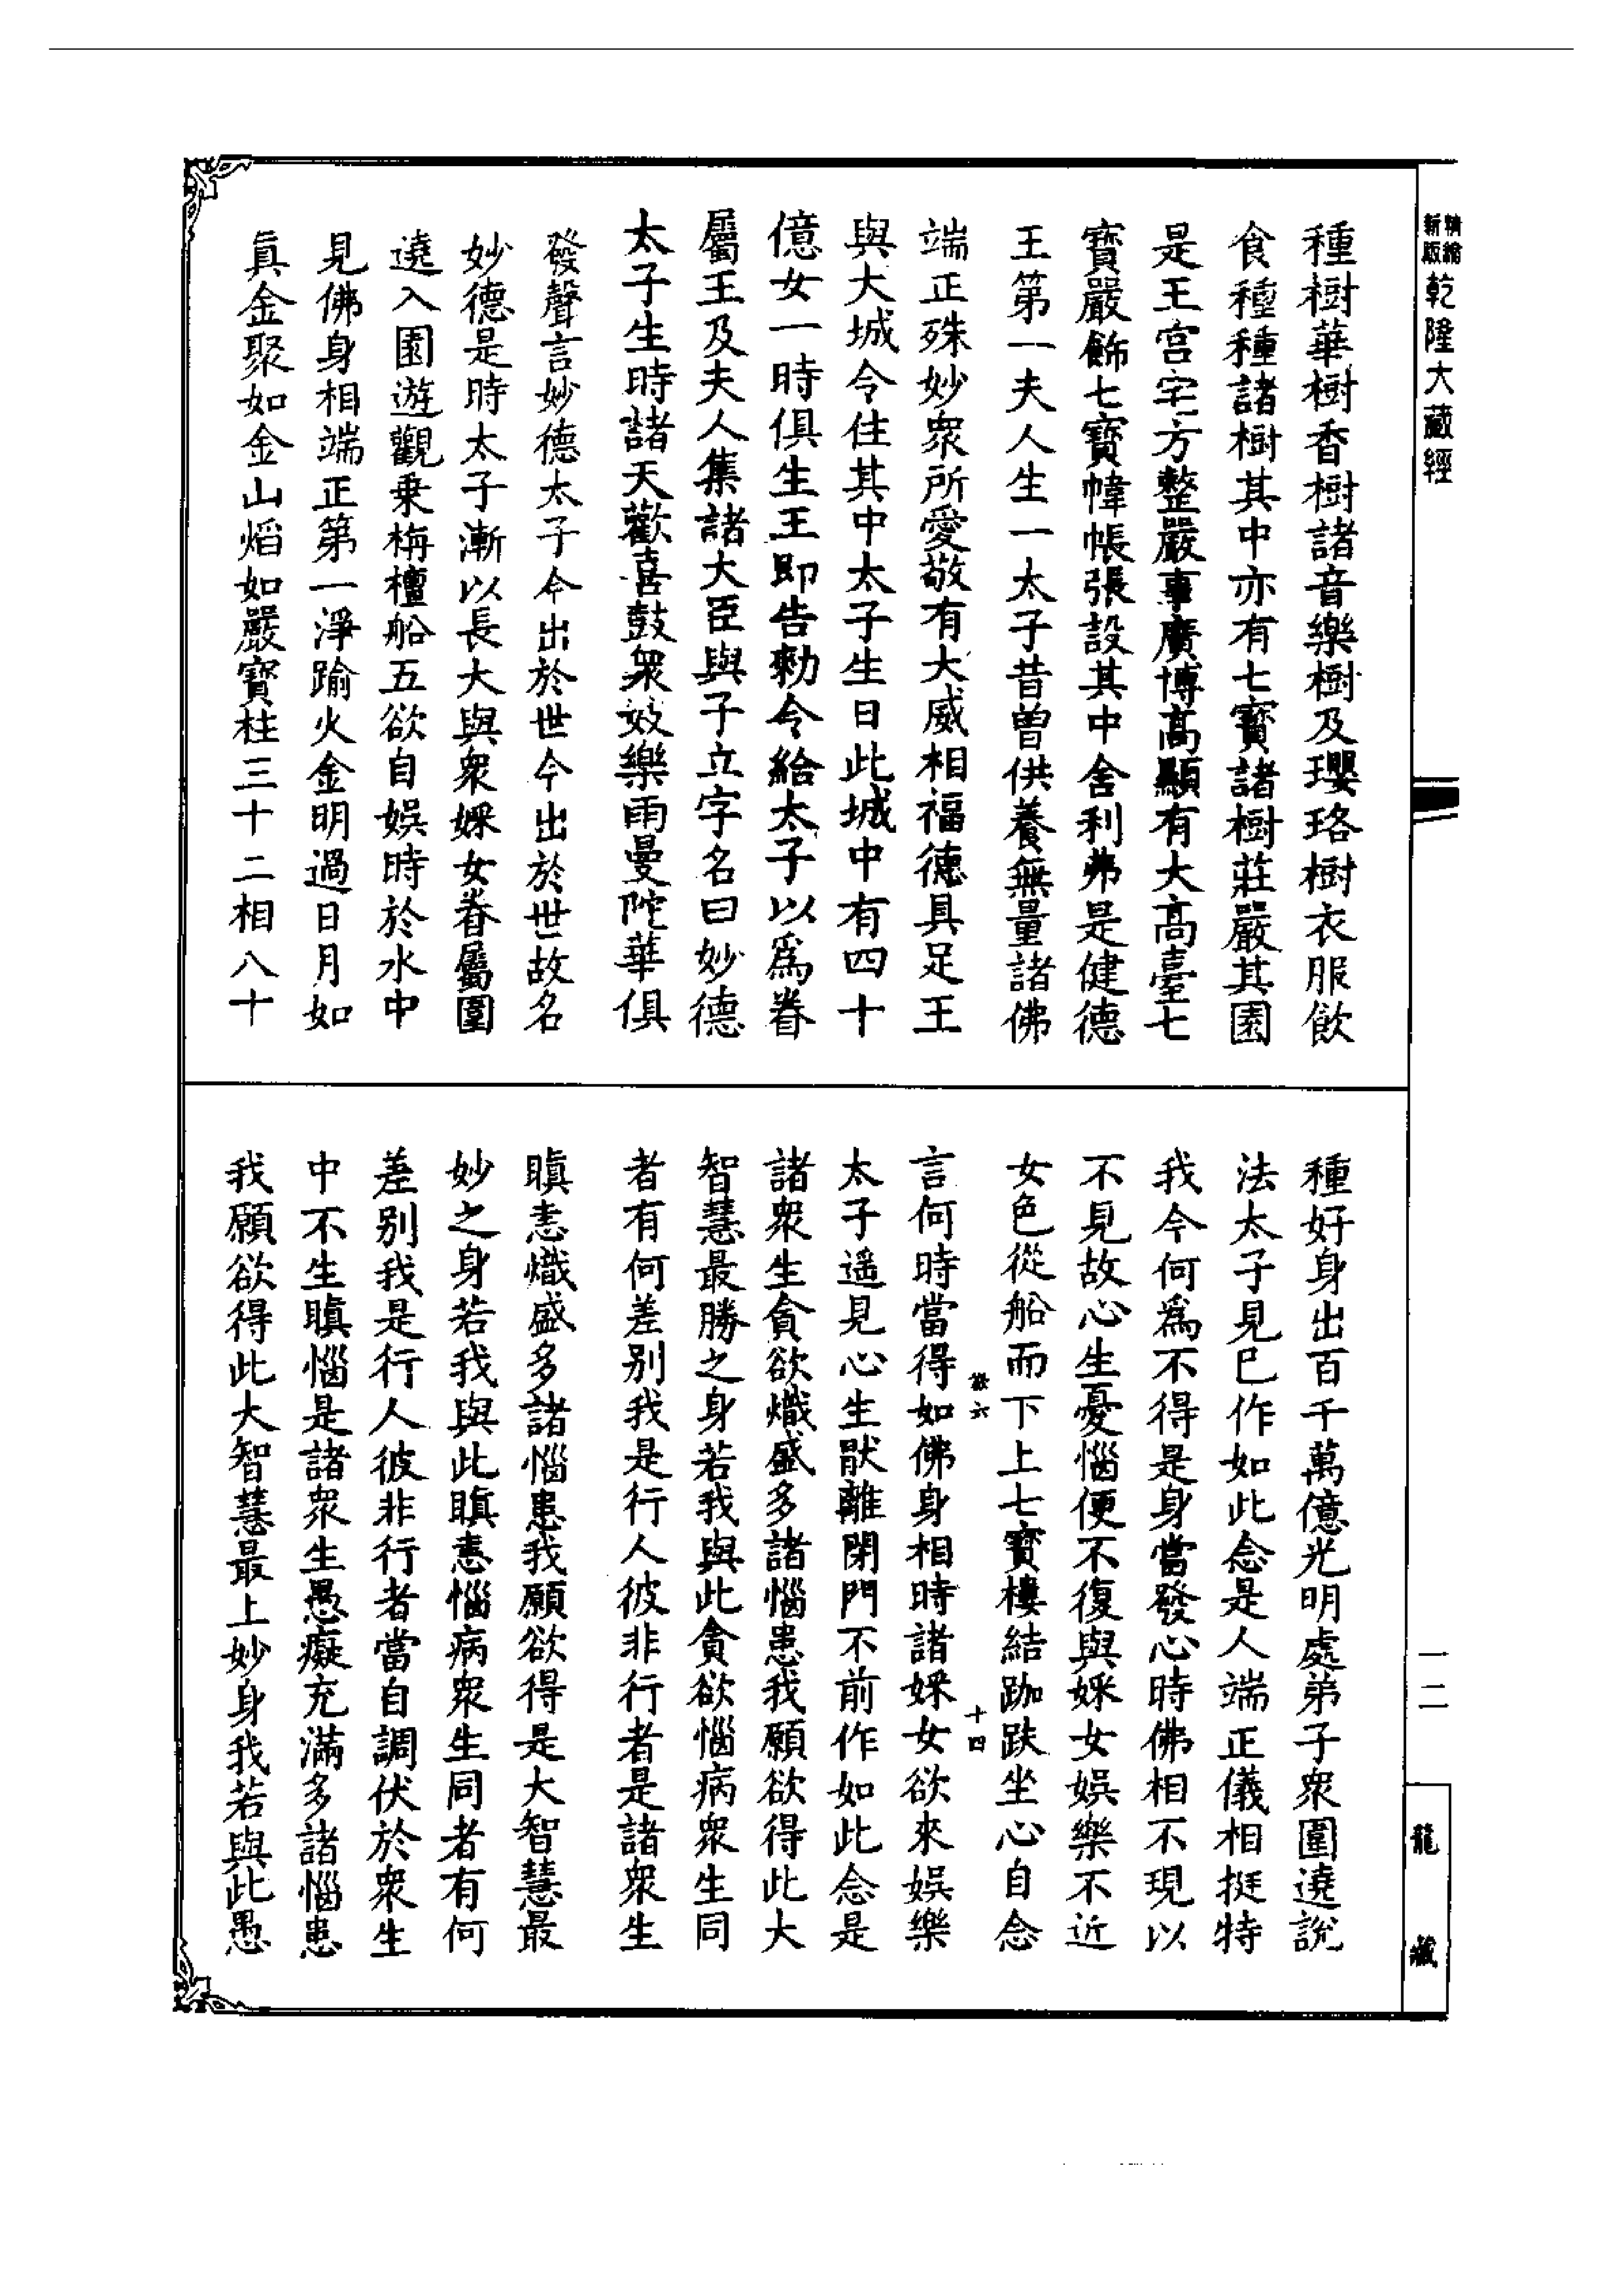 精繪
新版
乾隆大藏經
種樹華樹香樹諸音樂樹及瓔珞樹衣服飲
食種種諸樹其中亦有七寶諸樹莊嚴其園
是王宮宅方整嚴事廣博高顯有大高臺七
寶嚴飾七寶幃帳張設其中舍利弗是健德
王第一夫人生一太子昔曾供養無量諸佛
端正殊妙衆所愛敬有大威相福德具足王
與大城令住其中太子生日此城中有四十
億女一時俱生王即告勅令給太子以爲眷
屬王及夫人集諸大臣與子立字名曰妙德
太子生時諸天歡喜鼓衆妓樂雨曼陀華俱
發聲言妙德太子今出於世今出於世故名
妙德是時太子漸以長大與衆婇女眷屬圍
遶入園遊觀乗栴檀船五欲自娛時於水中
見佛身相端正第一淨踰火金明過日月如
真金聚如金山焰如嚴寶柱三十二相八十
種好身出百千萬億光明處弟子衆圍遶說
法太子見已作如此念是人端正儀相挺特
我今何爲不得是身當發心時佛相不現以
不見故心生憂惱便不復與婇女娛樂不近
女色從船而下上七寶樓結跏趺坐心自念
言何時當得如佛身相時諸婇女欲來娛樂
太子遥見心生猒離閉門不前作如此念是
諸衆生貪欲熾盛多諸惱患我願欲得此大
智慧最勝之身若我與此貪欲惱病衆生同
者有何差别我是行人彼非行者是諸衆生
瞋恚熾盛多諸惱患我願欲得是大智慧最
妙之身若我與此瞋恚惱病衆生同者有何
差别我是行人彼非行者當自調伏於衆生
中不生瞋惱是諸衆生愚癡充滿多諸惱患
我願欲得此大智慧最上妙身我若與此愚
六
十四
一二
龍藏